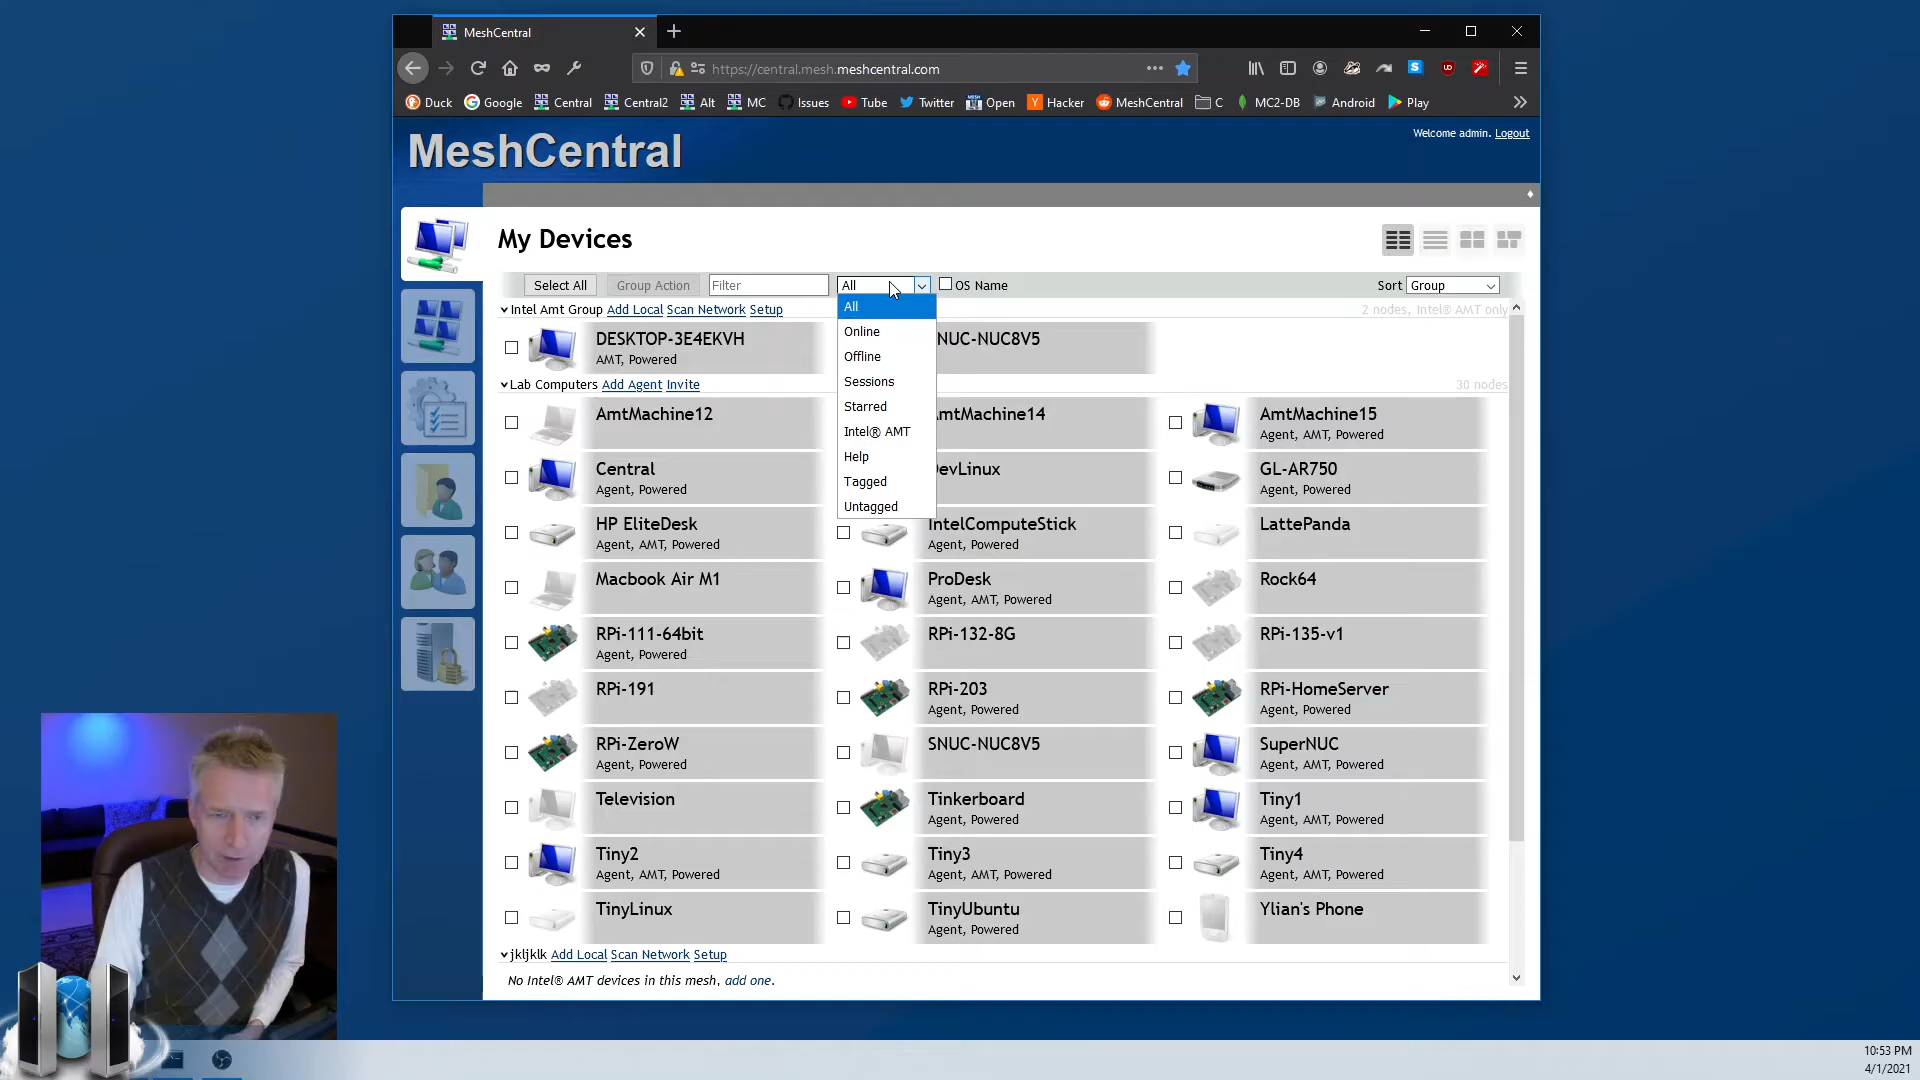 MeshCentral
https://central.mesh.meshcentral.com
Duck Google Central Central2 Alt MC Issues Tube Twitter Open Hacker MeshCentral C MC2-DB Android Play
MeshCentral
Welcome admin. Logout
My Devices
Select All Group Action Filter All OS Name Sort Group
All
Online
Offline
Sessions
Starred
Intel® AMT
Help
Tagged
Untagged
Intel Amt Group Add Local Scan Network Setup 2 nodes, Intel® AMT only
DESKTOP-3E4EKVH NUC-NUC8V5
AMT, Powered
Lab Computers Add Agent Invite 30 nodes
AmtMachine12 AmtMachine14 AmtMachine15
Agent, AMT, Powered
Central DevLinux GL-AR750
Agent, Powered Agent, Powered
HP EliteDesk IntelComputeStick LattePanda
Agent, AMT, Powered Agent, Powered
Macbook Air M1 ProDesk Rock64
Agent, AMT, Powered
RPi-111-64bit RPi-132-8G RPi-135-v1
Agent, Powered
RPi-191 RPi-203 RPi-HomeServer
Agent, Powered Agent, Powered
RPi-ZeroW SNUC-NUC8V5 SuperNUC
Agent, Powered Agent, AMT, Powered
Television Tinkerboard Tiny1
Agent, Powered Agent, AMT, Powered
Tiny2 Tiny3 Tiny4
Agent, AMT, Powered Agent, AMT, Powered Agent, AMT, Powered
TinyLinux TinyUbuntu Ylian's Phone
Agent, Powered
jkljklk Add Local Scan Network Setup
No Intel® AMT devices in this mesh, add one.
10:53 PM
4/1/2021